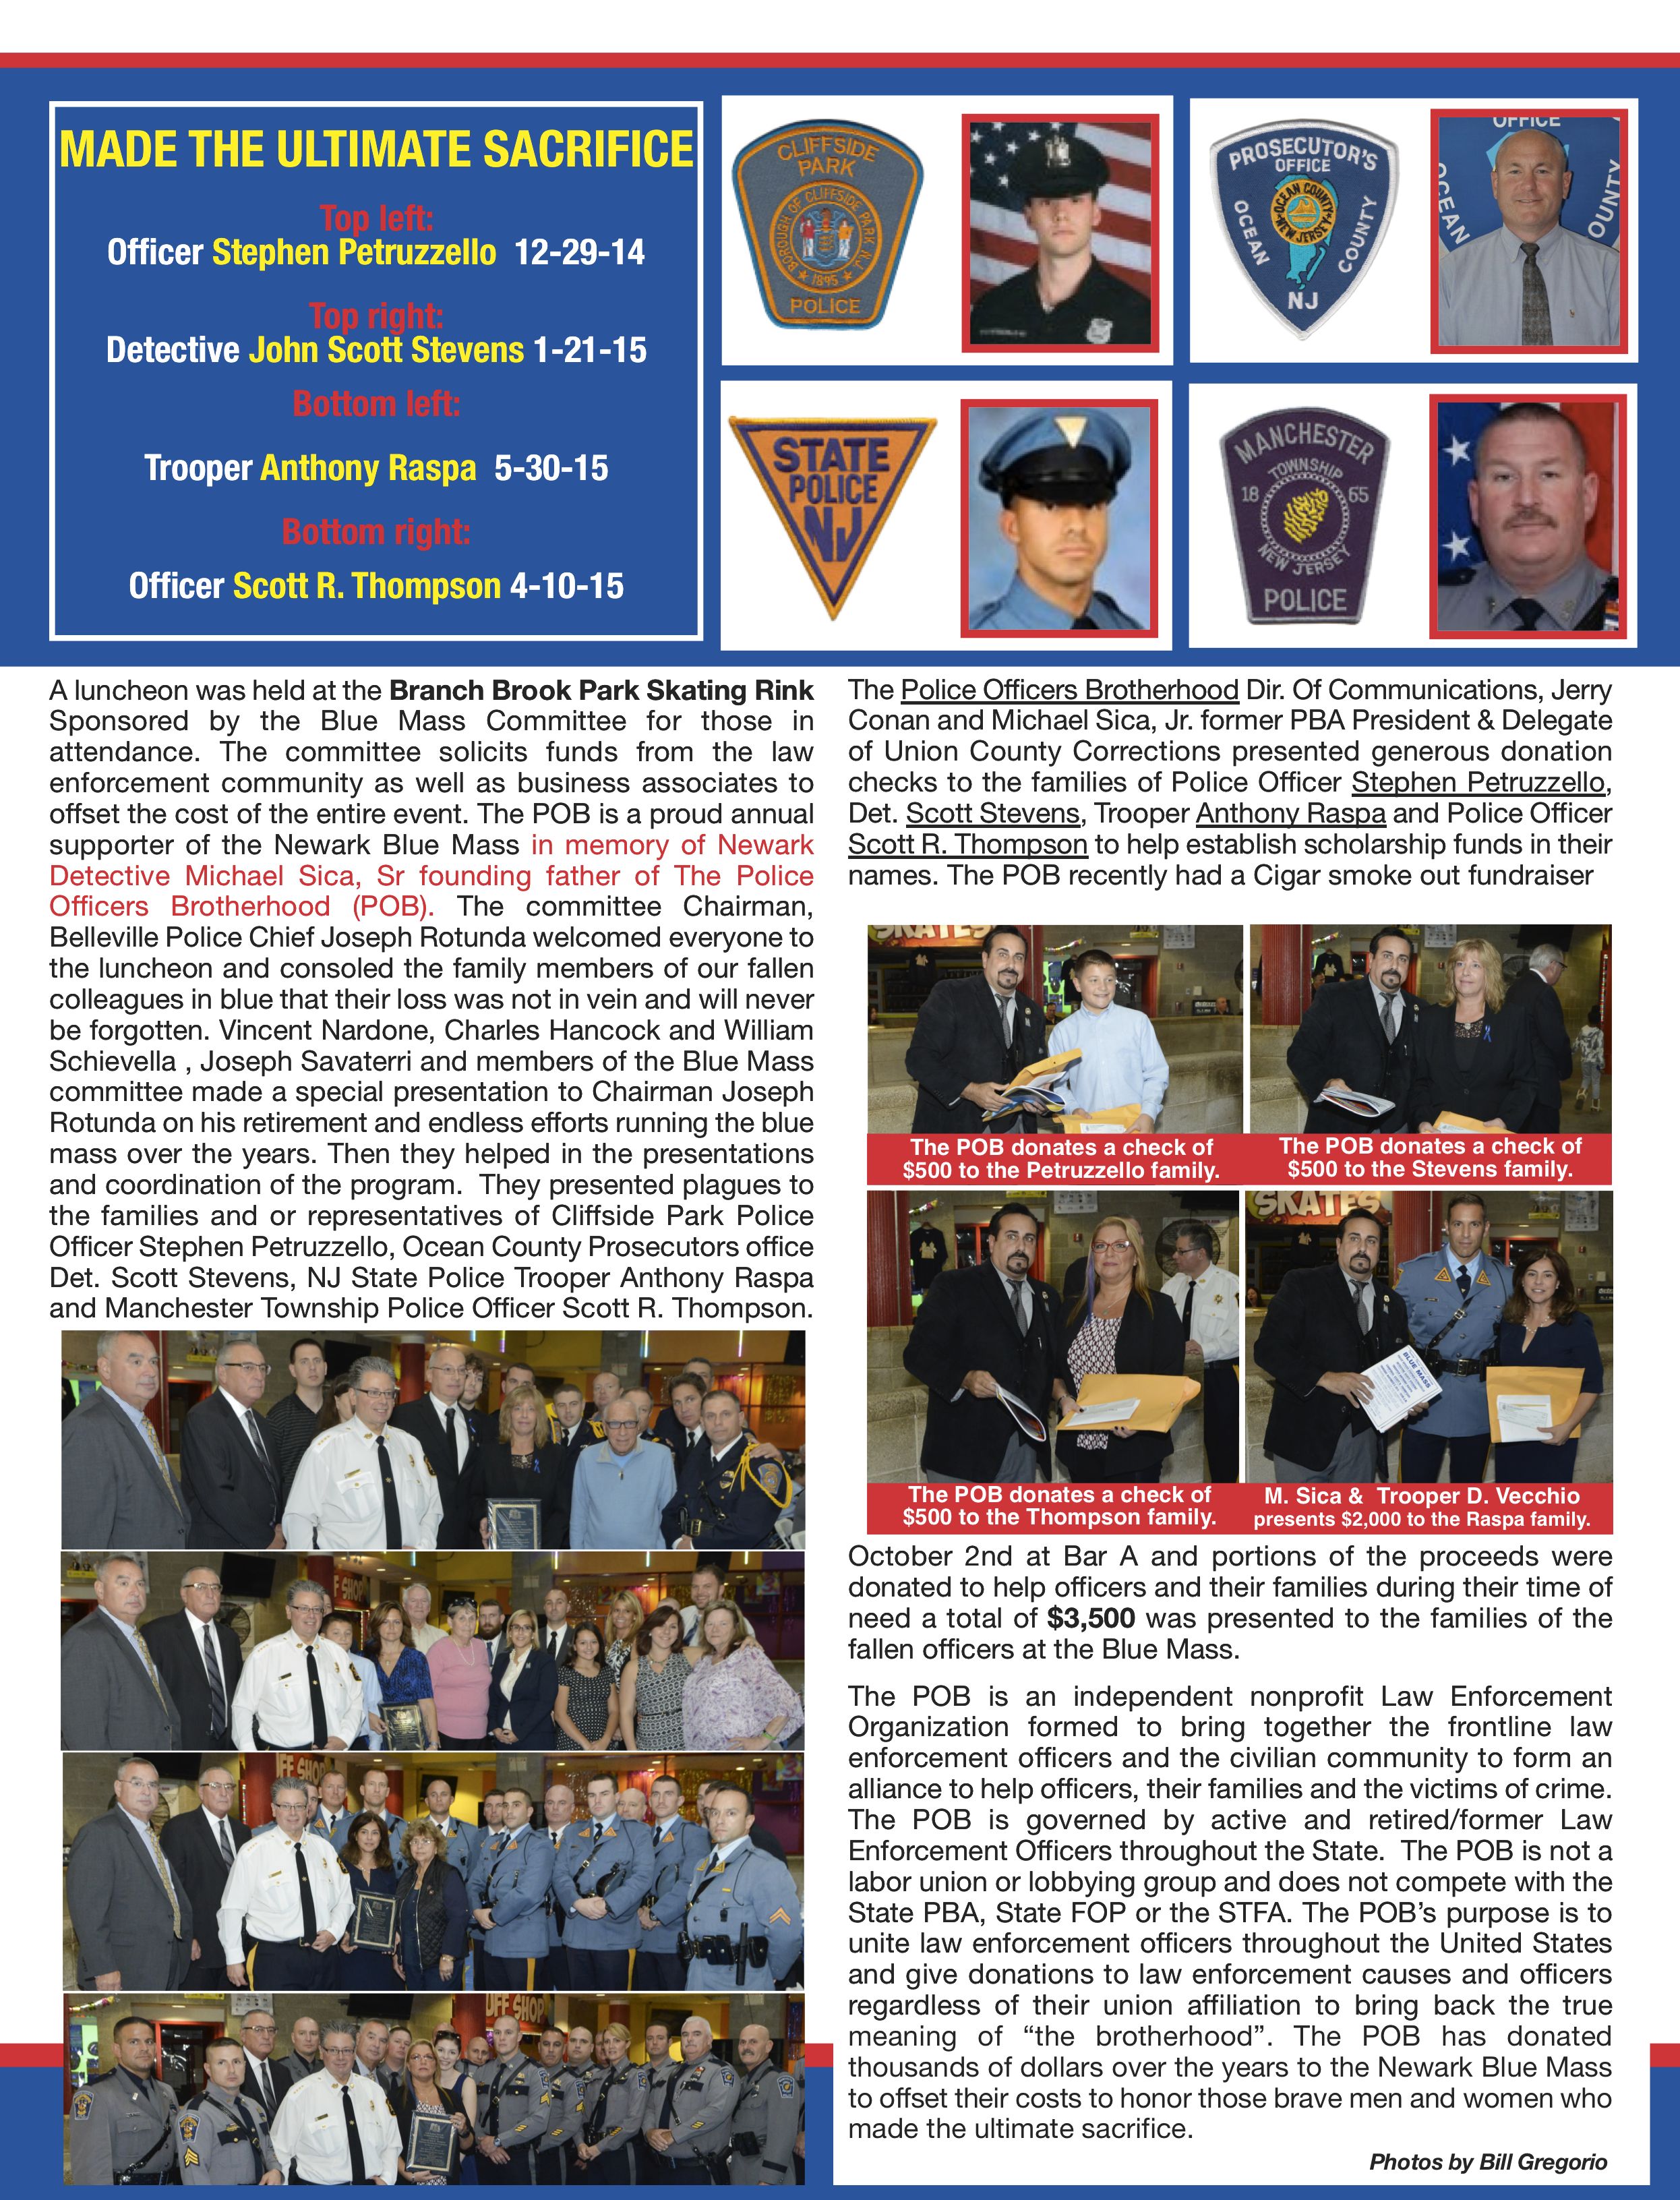 MADE THE ULTIMATE SACRIFICE
Top left:
Officer Stephen Petruzzello 12-29-14
Top right:
Detective John Scott Stevens 1-21-15
Bottom left:
Trooper Anthony Raspa 5-30-15
Bottom right:
Officer Scott R. Thompson 4-10-15
CLIFFSIDE
PARK
BOROUGH OF CLIFFSIDE PARK N.J.
1895
POLICE
PROSECUTOR'S
OFFICE
OCEAN COUNTY
NEW JERSEY
OCEAN
COUNTY
NJ
OFFICE
OCEAN
OUNTY
STATE
POLICE
NJ
MANCHESTER
TOWNSHIP
18 65
NEW JERSEY
POLICE
A luncheon was held at the Branch Brook Park Skating Rink
Sponsored by the Blue Mass Committee for those in
attendance. The committee solicits funds from the law
enforcement community as well as business associates to
offset the cost of the entire event. The POB is a proud annual
supporter of the Newark Blue Mass in memory of Newark
Detective Michael Sica, Sr founding father of The Police
Officers Brotherhood (POB). The committee Chairman,
Belleville Police Chief Joseph Rotunda welcomed everyone to
the luncheon and consoled the family members of our fallen
colleagues in blue that their loss was not in vein and will never
be forgotten. Vincent Nardone, Charles Hancock and William
Schievella , Joseph Savaterri and members of the Blue Mass
committee made a special presentation to Chairman Joseph
Rotunda on his retirement and endless efforts running the blue
mass over the years. Then they helped in the presentations
and coordination of the program. They presented plagues to
the families and or representatives of Cliffside Park Police
Officer Stephen Petruzzello, Ocean County Prosecutors office
Det. Scott Stevens, NJ State Police Trooper Anthony Raspa
and Manchester Township Police Officer Scott R. Thompson.
F SHOP
UFF SHOP
UFF SHOP
The Police Officers Brotherhood Dir. Of Communications, Jerry
Conan and Michael Sica, Jr. former PBA President & Delegate
of Union County Corrections presented generous donation
checks to the families of Police Officer Stephen Petruzzello,
Det. Scott Stevens, Trooper Anthony Raspa and Police Officer
Scott R. Thompson to help establish scholarship funds in their
names. The POB recently had a Cigar smoke out fundraiser
SKATES
The POB donates a check of
$500 to the Petruzzello family.
The POB donates a check of
$500 to the Stevens family.
SKATES
BLUE MASS
The POB donates a check of
$500 to the Thompson family.
M. Sica & Trooper D. Vecchio
presents $2,000 to the Raspa family.
October 2nd at Bar A and portions of the proceeds were
donated to help officers and their families during their time of
need a total of $3,500 was presented to the families of the
fallen officers at the Blue Mass.
The POB is an independent nonprofit Law Enforcement
Organization formed to bring together the frontline law
enforcement officers and the civilian community to form an
alliance to help officers, their families and the victims of crime.
The POB is governed by active and retired/former Law
Enforcement Officers throughout the State. The POB is not a
labor union or lobbying group and does not compete with the
State PBA, State FOP or the STFA. The POB's purpose is to
unite law enforcement officers throughout the United States
and give donations to law enforcement causes and officers
regardless of their union affiliation to bring back the true
meaning of “the brotherhood”. The POB has donated
thousands of dollars over the years to the Newark Blue Mass
to offset their costs to honor those brave men and women who
made the ultimate sacrifice.
Photos by Bill Gregorio